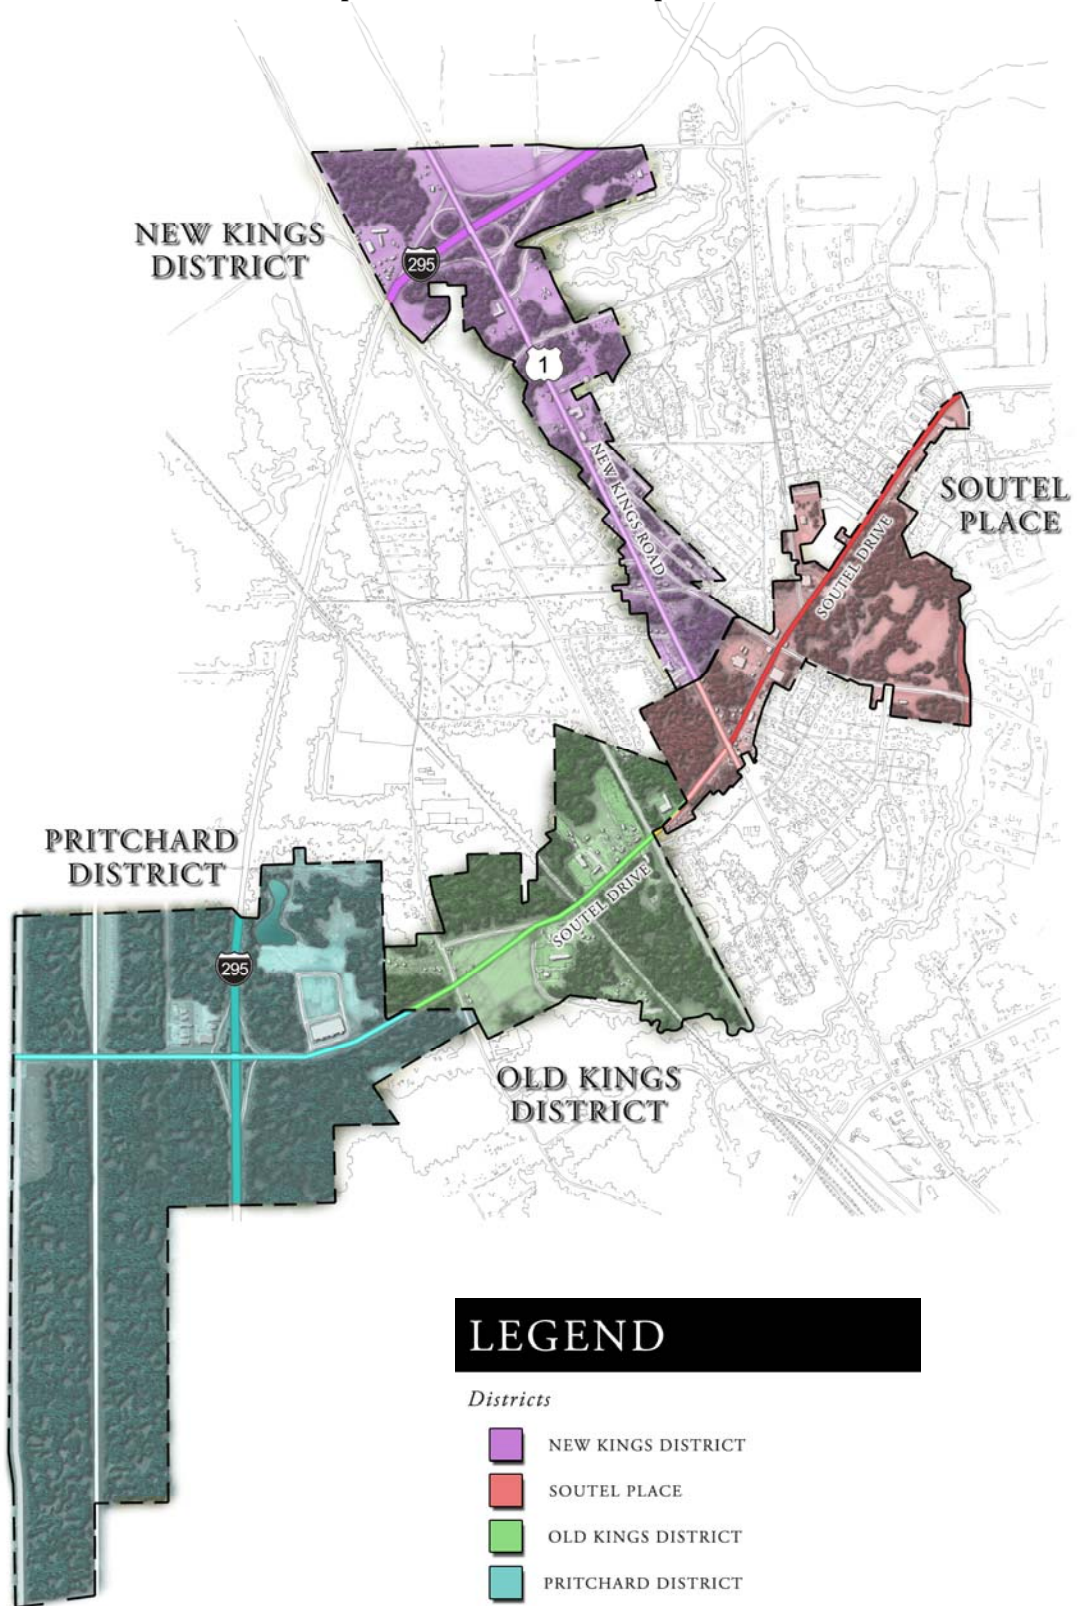 NEW KINGS
DISTRICT
295
1
NEW KINGS ROAD
SOUTEL
PLACE
SOUTEL DRIVE
PRITCHARD
DISTRICT
295
SOUTEL DRIVE
OLD KINGS
DISTRICT
LEGEND
Districts
NEW KINGS DISTRICT
SOUTEL PLACE
OLD KINGS DISTRICT
PRITCHARD DISTRICT